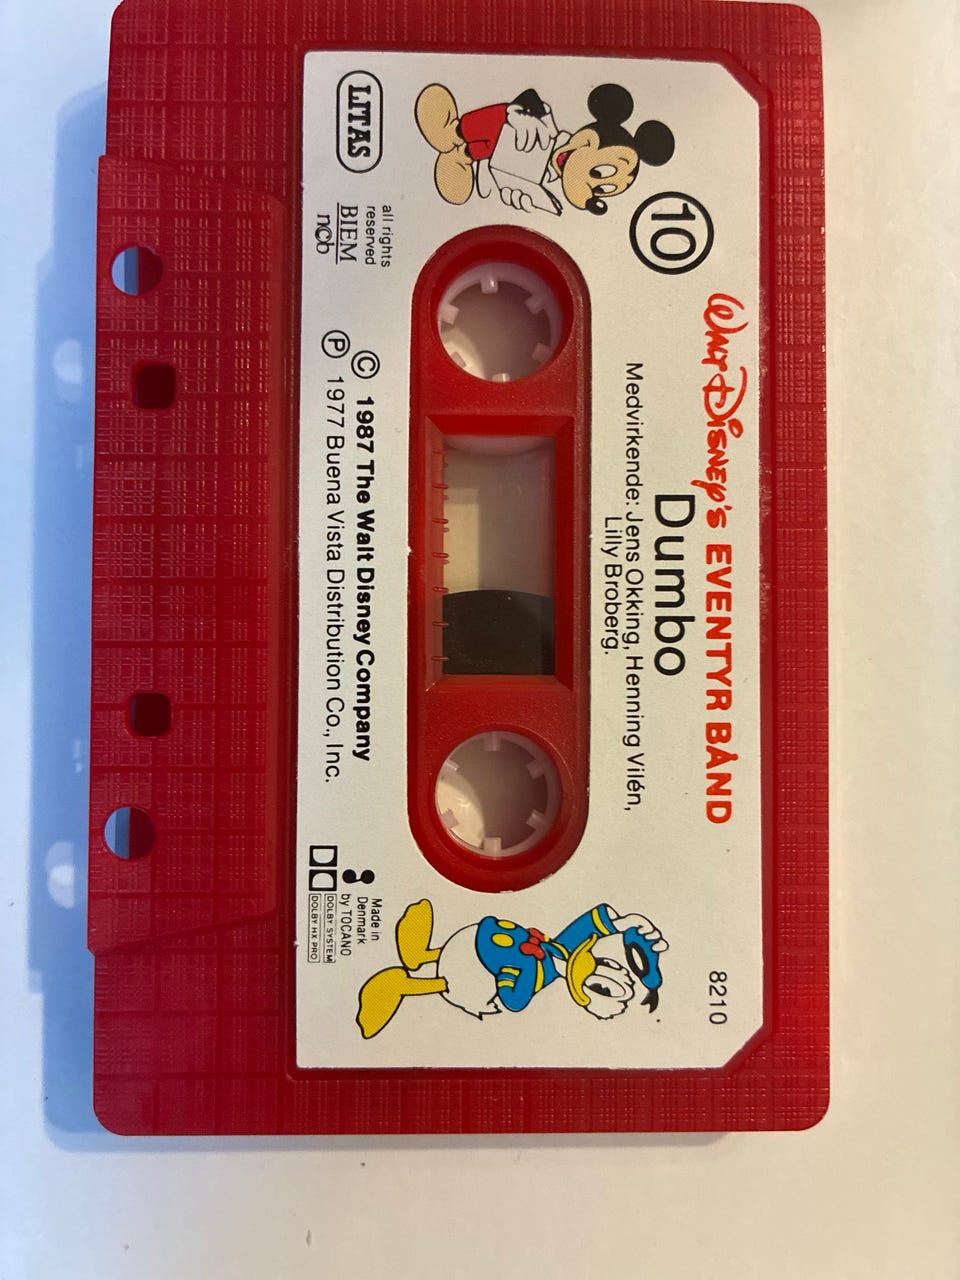 LITAS
10
WALT DISNEY'S EVENTYR BÅND
Dumbo
Medvirkende: Jens Okking, Henning Vilén,
Lilly Broberg.
8210
all rights
reserved
BIEM
ncb
© 1987 The Walt Disney Company
℗ 1977 Buena Vista Distribution Co., Inc.
Made in
Denmark
by TOCANO
DOLBY SYSTEM
DOLBY HX PRO